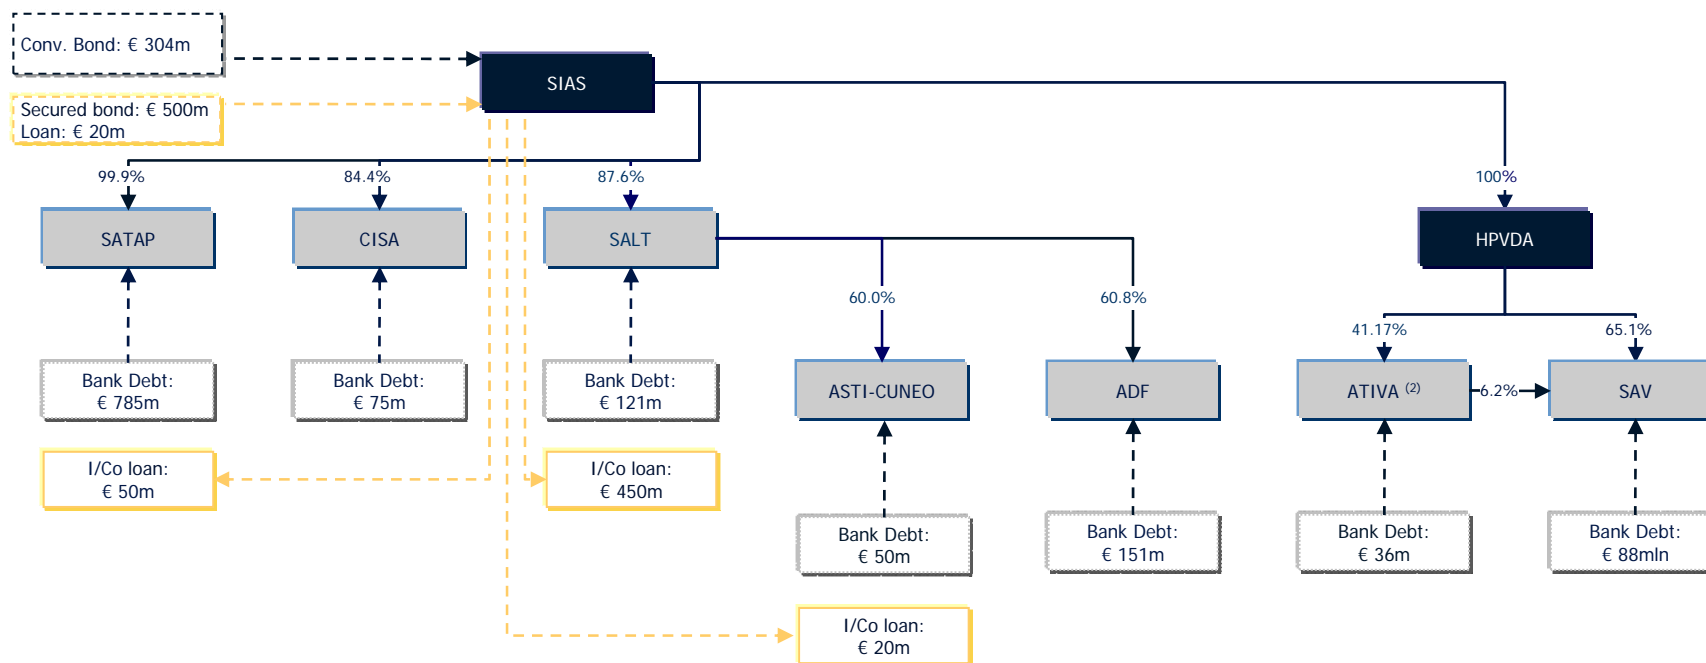 Conv. Bond: € 304m
SIAS
Secured bond: € 500m
Loan: € 20m
99.9%
84.4%
87.6%
100%
SATAP
CISA
SALT
HPVDA
60.0%
60.8%
41.17%
65.1%
Bank Debt:
€ 785m
Bank Debt:
€ 75m
Bank Debt:
€ 121m
ASTI-CUNEO
ADF
ATIVA (2)
6.2%
SAV
I/Co loan:
€ 50m
I/Co loan:
€ 450m
Bank Debt:
€ 50m
Bank Debt:
€ 151m
Bank Debt:
€ 36m
Bank Debt:
€ 88mln
I/Co loan:
€ 20m